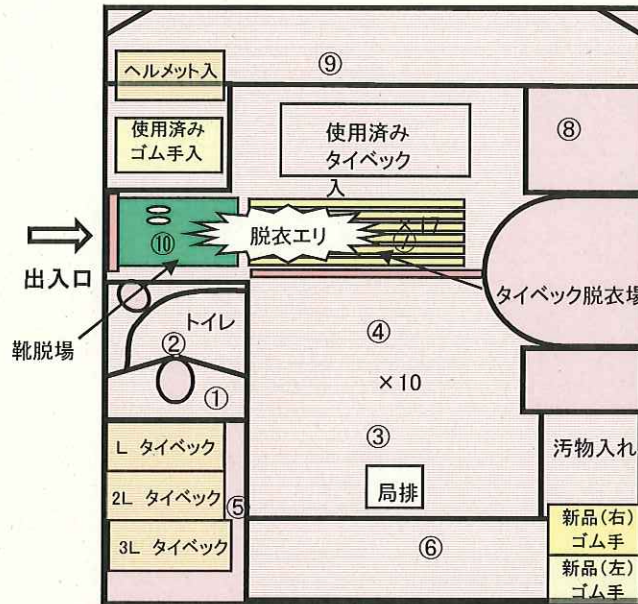 ⑨
ヘルメット入
使用済み
ゴム手入
使用済み
タイベック
入
⑧
×17
⑦
脱衣エリ
⑩
出入口
タイベック脱衣場
靴脱場
トイレ
②
①
④
×10
③
局排
L タイベック
2L タイベック
3L タイベック
⑤
⑥
汚物入れ
新品(右)
ゴム手
新品(左)
ゴム手